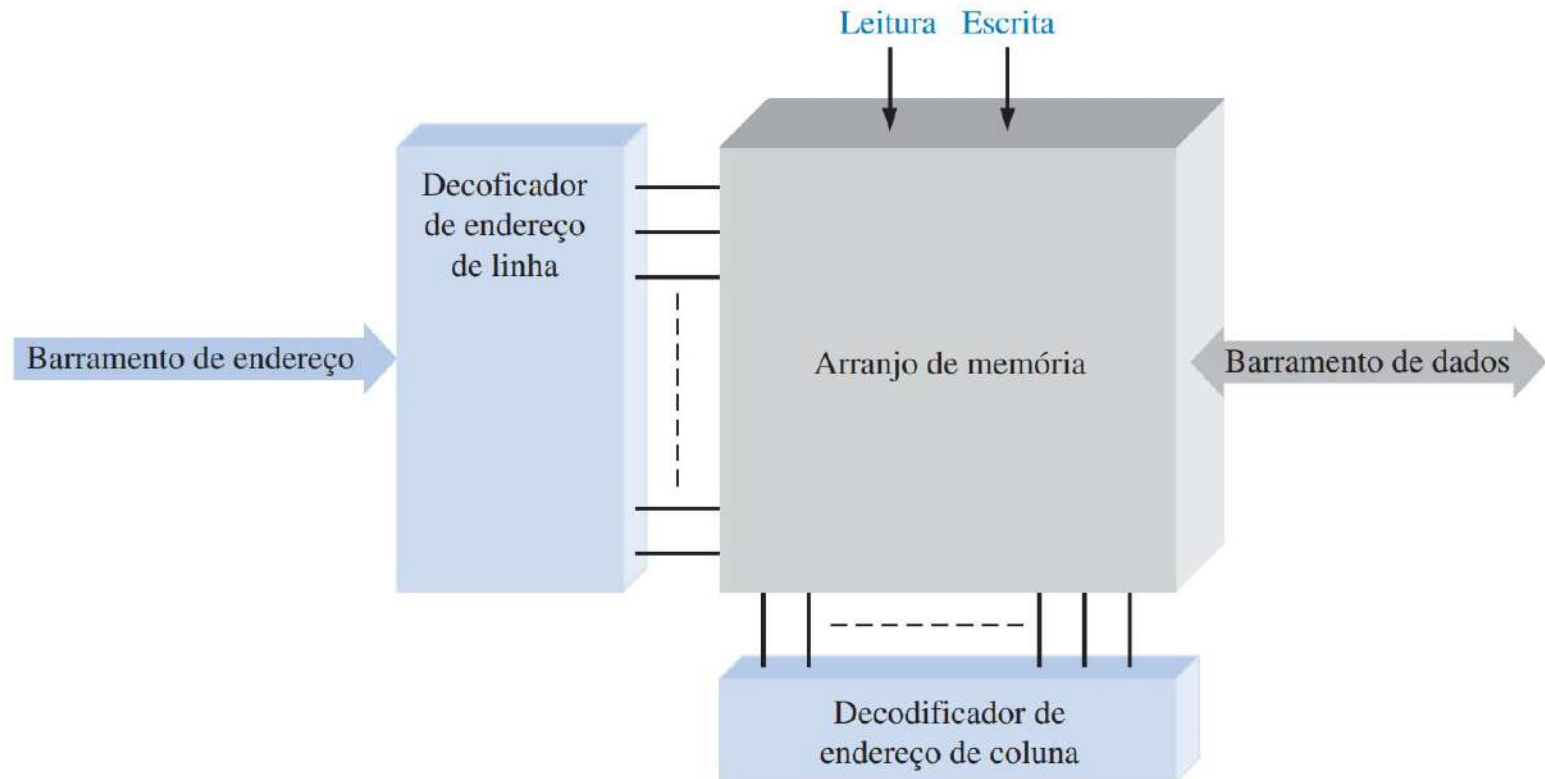 Leitura Escrita
Decoficador
de endereço
de linha
Barramento de endereço
Arranjo de memória
Barramento de dados
Decodificador de
endereço de coluna